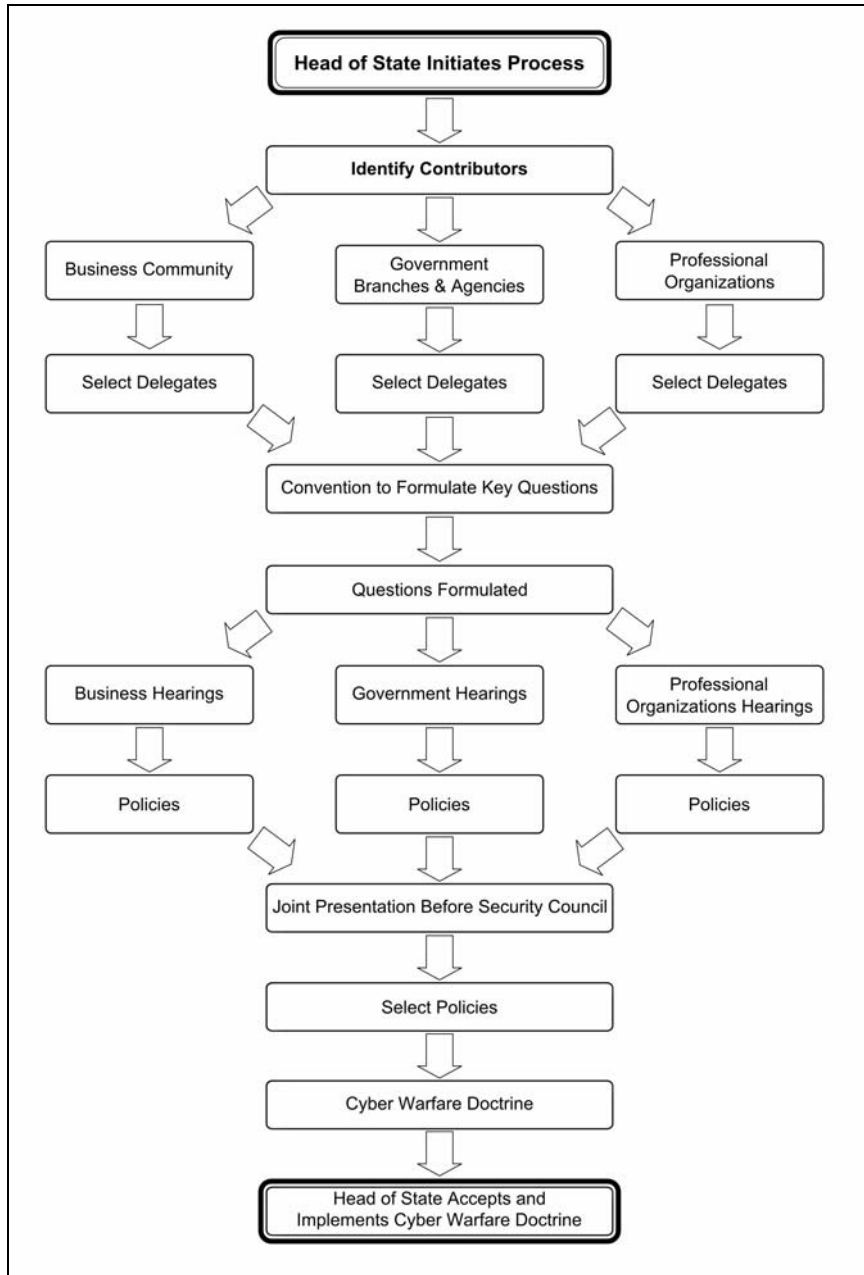 Head of State Initiates Process
Identify Contributors
Business Community
Government
Branches & Agencies
Professional
Organizations
Select Delegates
Select Delegates
Select Delegates
Convention to Formulate Key Questions
Questions Formulated
Business Hearings
Government Hearings
Professional
Organizations Hearings
Policies
Policies
Policies
Joint Presentation Before Security Council
Select Policies
Cyber Warfare Doctrine
Head of State Accepts and
Implements Cyber Warfare Doctrine